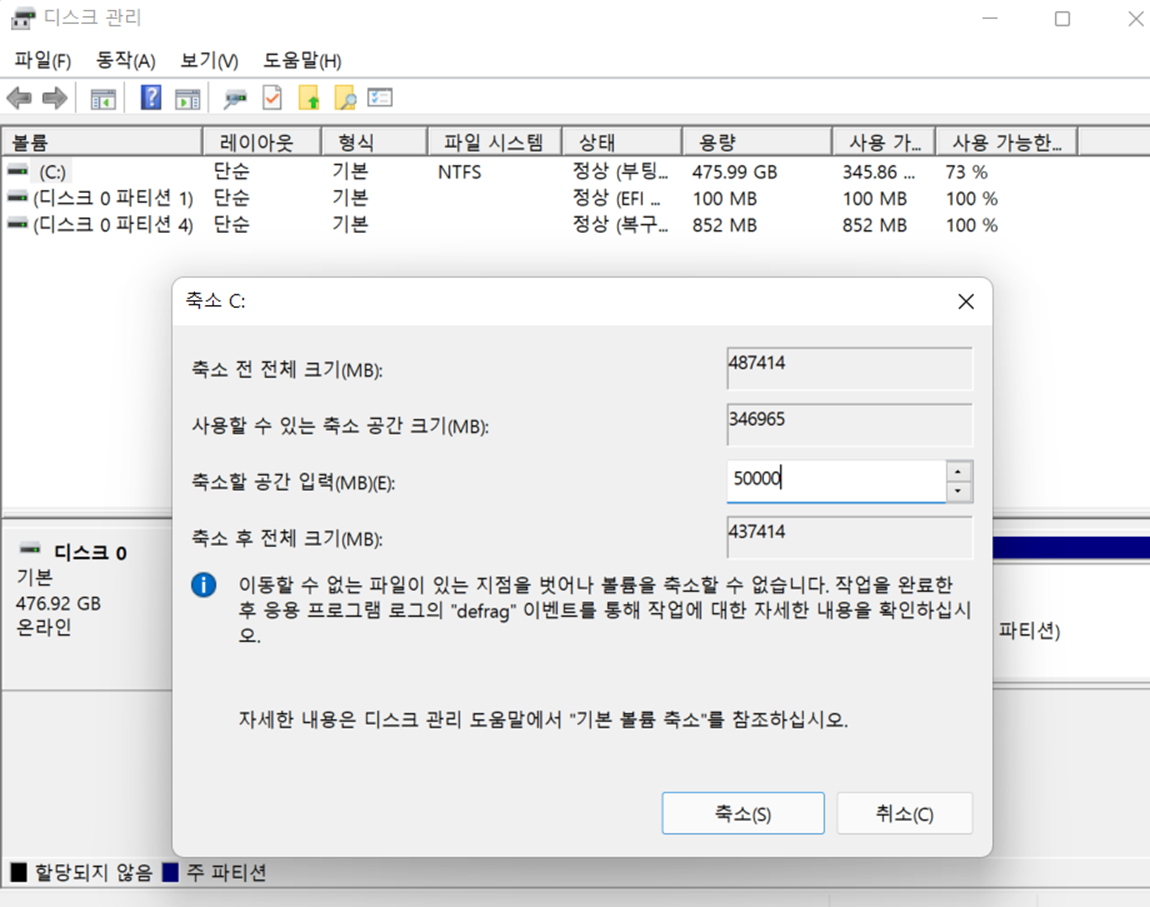 디스크 관리
파일(F) 동작(A) 보기(V) 도움말(H)
볼륨 레이아웃 형식 파일 시스템 상태 용량 사용 가... 사용 가능한...
(C:) 단순 기본 NTFS 정상 (부팅... 475.99 GB 345.86 ... 73 %
(디스크 0 파티션 1) 단순 기본 정상 (EFI ... 100 MB 100 MB 100 %
(디스크 0 파티션 4) 단순 기본 정상 (복구... 852 MB 852 MB 100 %
축소 C:
축소 전 전체 크기(MB): 487414
사용할 수 있는 축소 공간 크기(MB): 346965
축소할 공간 입력(MB)(E): 50000
축소 후 전체 크기(MB): 437414
이동할 수 없는 파일이 있는 지점을 벗어나 볼륨을 축소할 수 없습니다. 작업을 완료한
후 응용 프로그램 로그의 "defrag" 이벤트를 통해 작업에 대한 자세한 내용을 확인하십시
오.
자세한 내용은 디스크 관리 도움말에서 "기본 볼륨 축소"를 참조하십시오.
축소(S) 취소(C)
디스크 0
기본
476.92 GB
온라인
파티션)
할당되지 않음 주 파티션